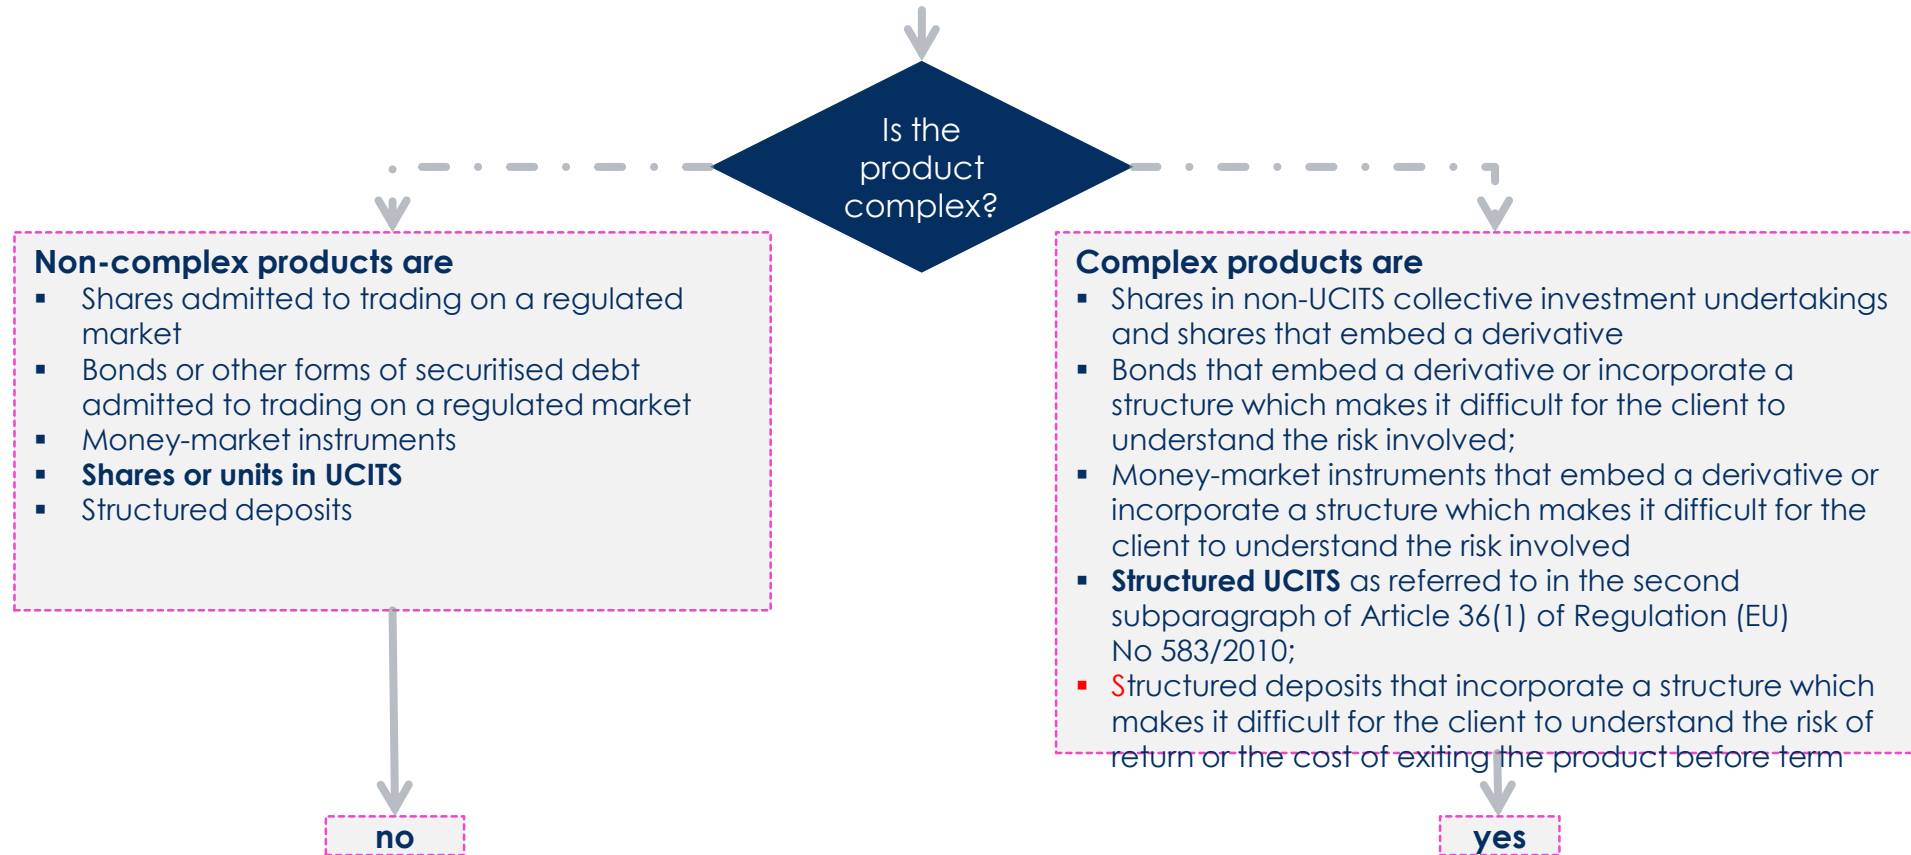 Is the
product
complex?
Non-complex products are
▪ Shares admitted to trading on a regulated
market
▪ Bonds or other forms of securitised debt
admitted to trading on a regulated market
▪ Money-market instruments
▪ Shares or units in UCITS
▪ Structured deposits
no
Complex products are
▪ Shares in non-UCITS collective investment undertakings
and shares that embed a derivative
▪ Bonds that embed a derivative or incorporate a
structure which makes it difficult for the client to
understand the risk involved;
▪ Money-market instruments that embed a derivative or
incorporate a structure which makes it difficult for the
client to understand the risk involved
▪ Structured UCITS as referred to in the second
subparagraph of Article 36(1) of Regulation (EU)
No 583/2010;
▪ Structured deposits that incorporate a structure which
makes it difficult for the client to understand the risk of
return or the cost of exiting the product before term
yes